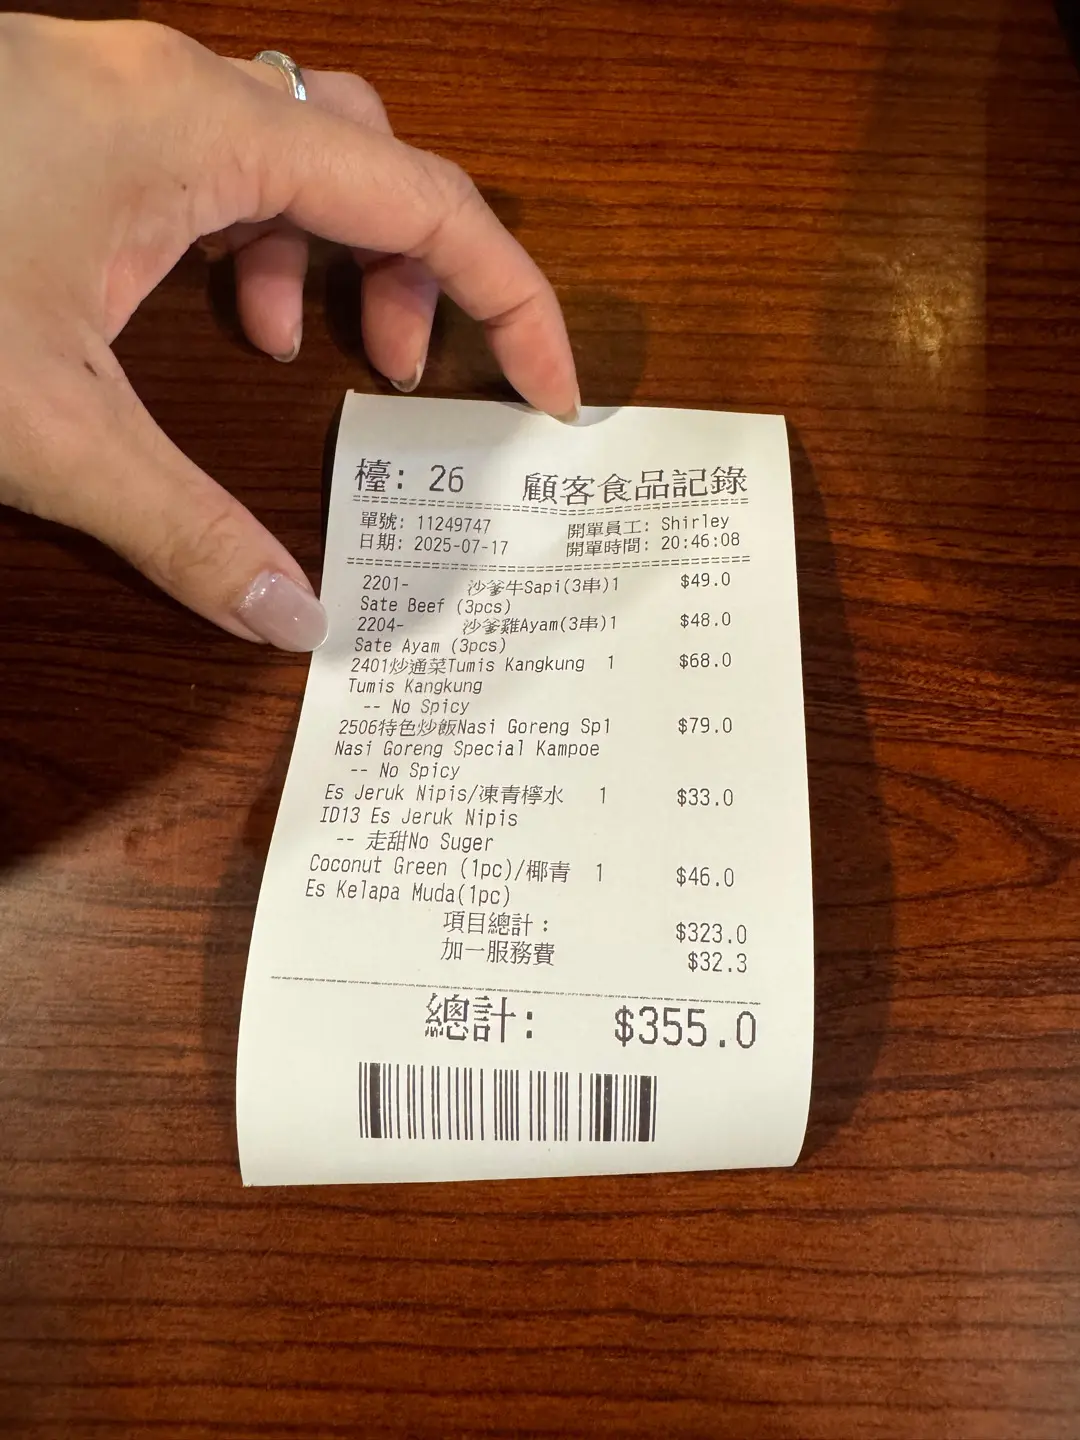 檯: 26 顧客食品記錄
單號: 11249747 開單員工: Shirley
日期: 2025-07-17 開單時間: 20:46:08
2201- 沙爹牛Sapi(3串)1 $49.0
Sate Beef (3pcs)
2204- 沙爹雞Ayam(3串)1 $48.0
Sate Ayam (3pcs)
2401炒通菜Tumis Kangkung 1 $68.0
Tumis Kangkung
-- No Spicy
2506特色炒飯Nasi Goreng Sp1 $79.0
Nasi Goreng Special Kampoe
-- No Spicy
Es Jeruk Nipis/凍青檸水 1 $33.0
ID13 Es Jeruk Nipis
-- 走甜No Suger
Coconut Green (1pc)/椰青 1 $46.0
Es Kelapa Muda(1pc)
項目總計: $323.0
加一服務費 $32.3
總計: $355.0